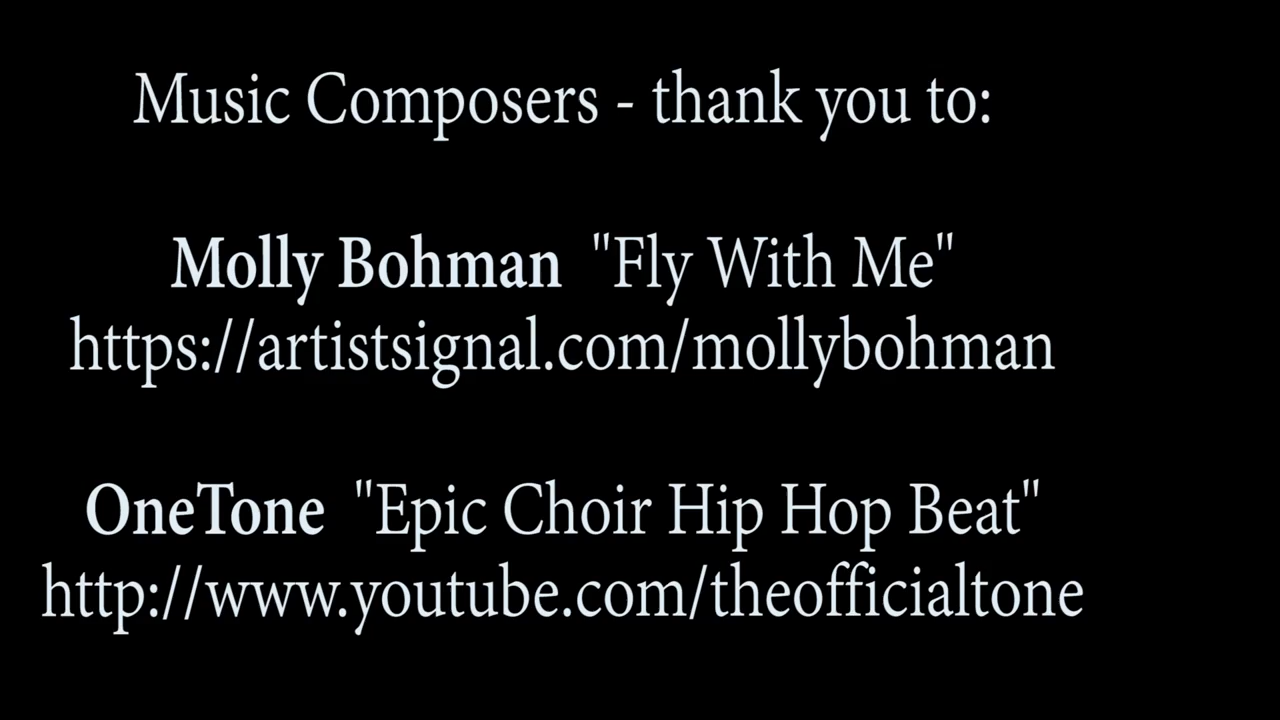 Music Composers - thank you to:
Molly Bohman "Fly With Me"
https://artistsignal.com/mollybohman
OneTone "Epic Choir Hip Hop Beat"
http://www.youtube.com/theofficialtone